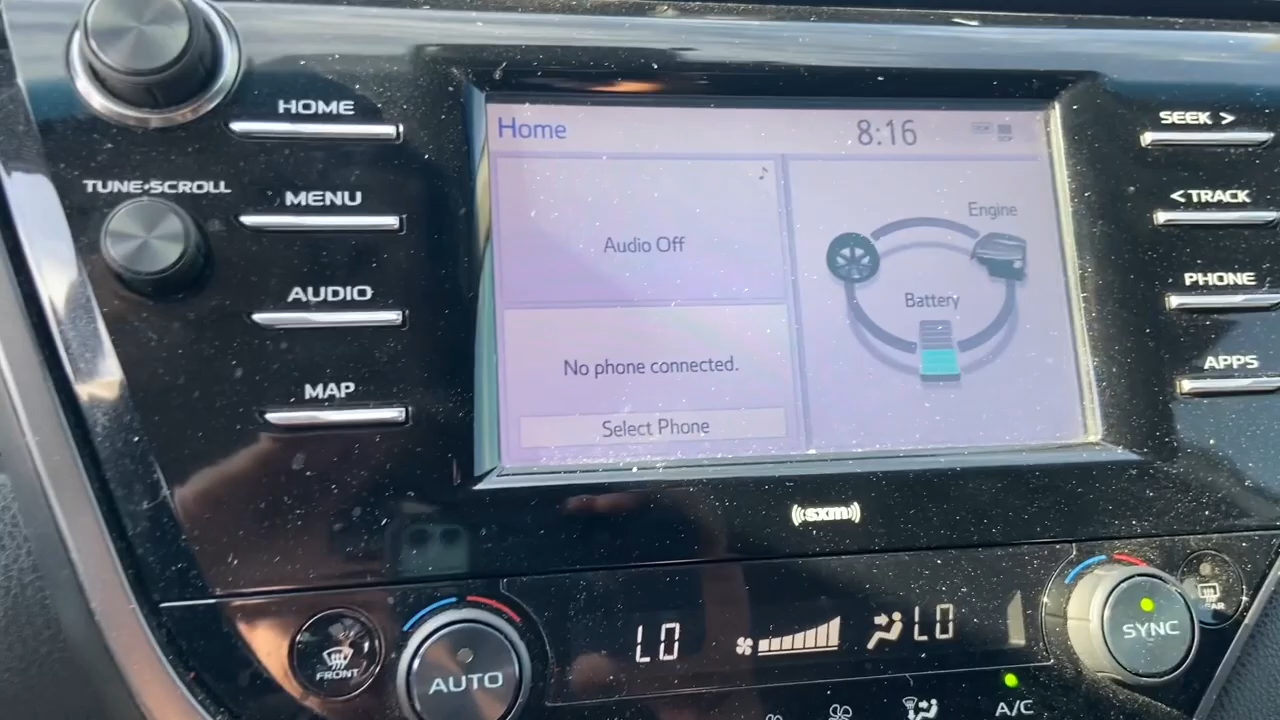 HOME
TUNE•SCROLL
MENU
AUDIO
MAP
Home
8:16
Audio Off
No phone connected.
Select Phone
Engine
Battery
SEEK >
< TRACK
PHONE
APPS
((sxm))
FRONT
AUTO
LO
LO
SYNC
A/C